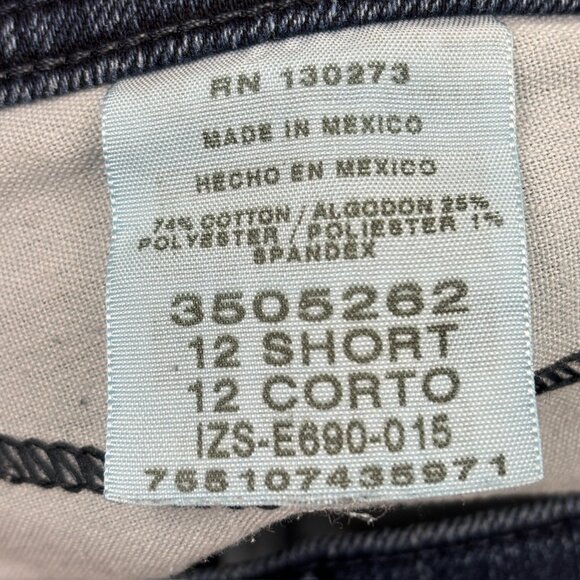 RN 130273
MADE IN MEXICO
HECHO EN MEXICO
74% COTTON/ALGODON 25%
POLYESTER/POLIESTER 1%
SPANDEX
3505262
12 SHORT
12 CORTO
IZS-E690-015
766107435971